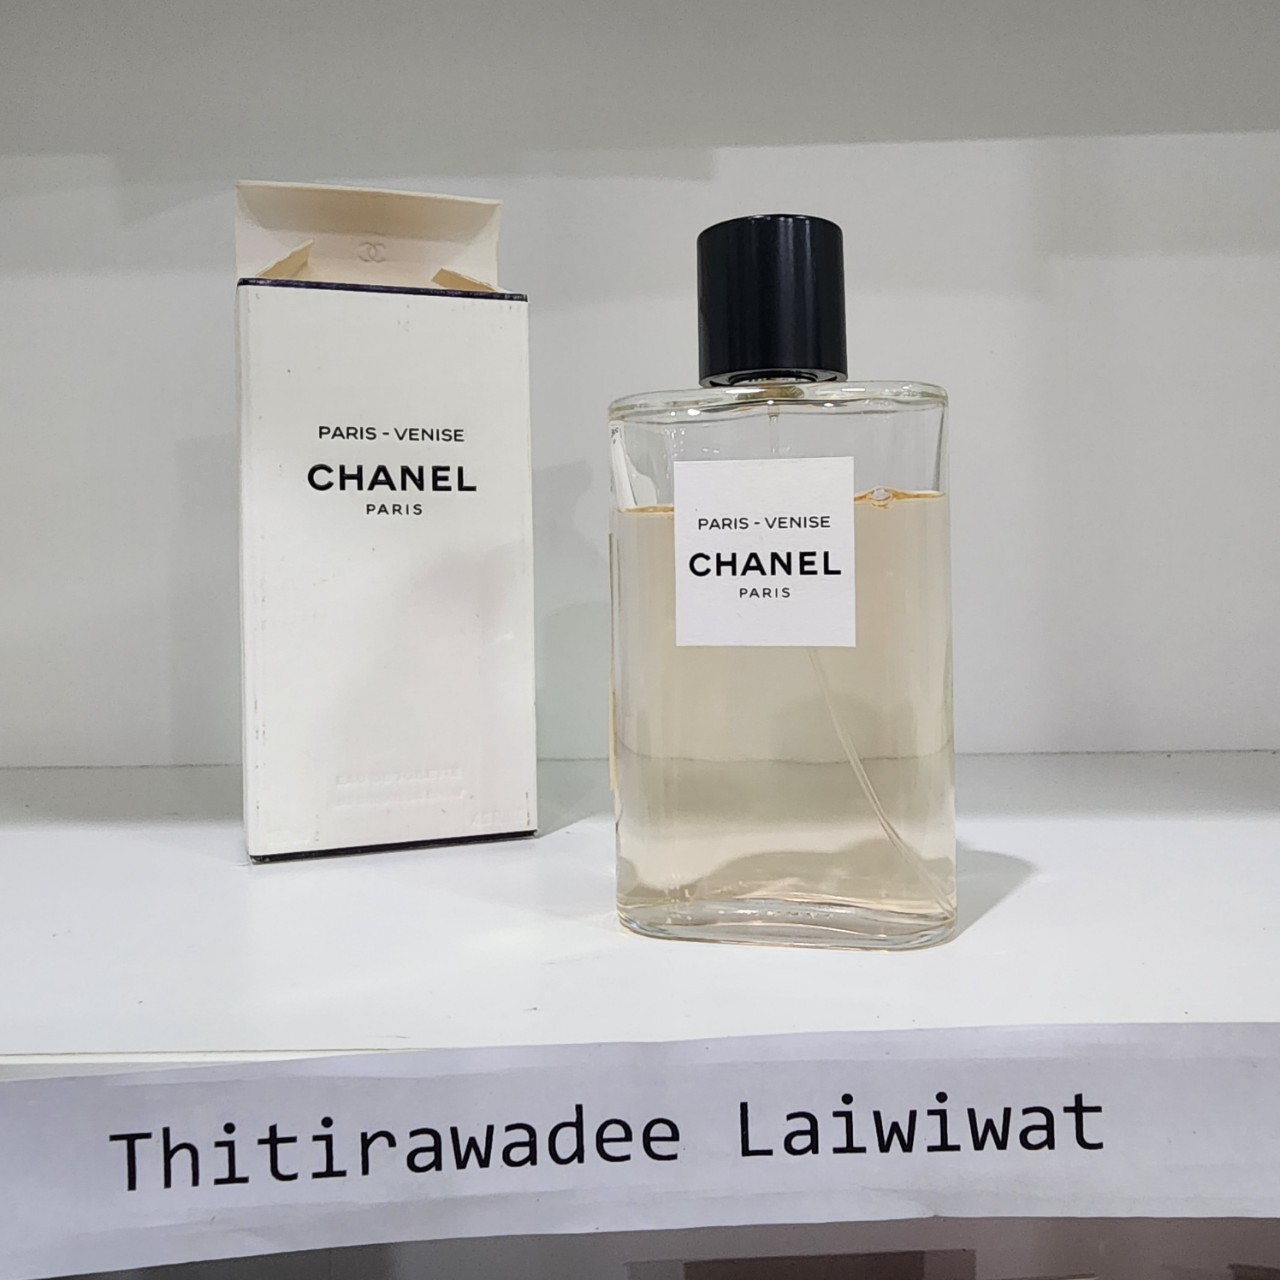 PARIS - VENISE
CHANEL
PARIS
PARIS - VENISE
CHANEL
PARIS
Thitirawadee Laiwiwat